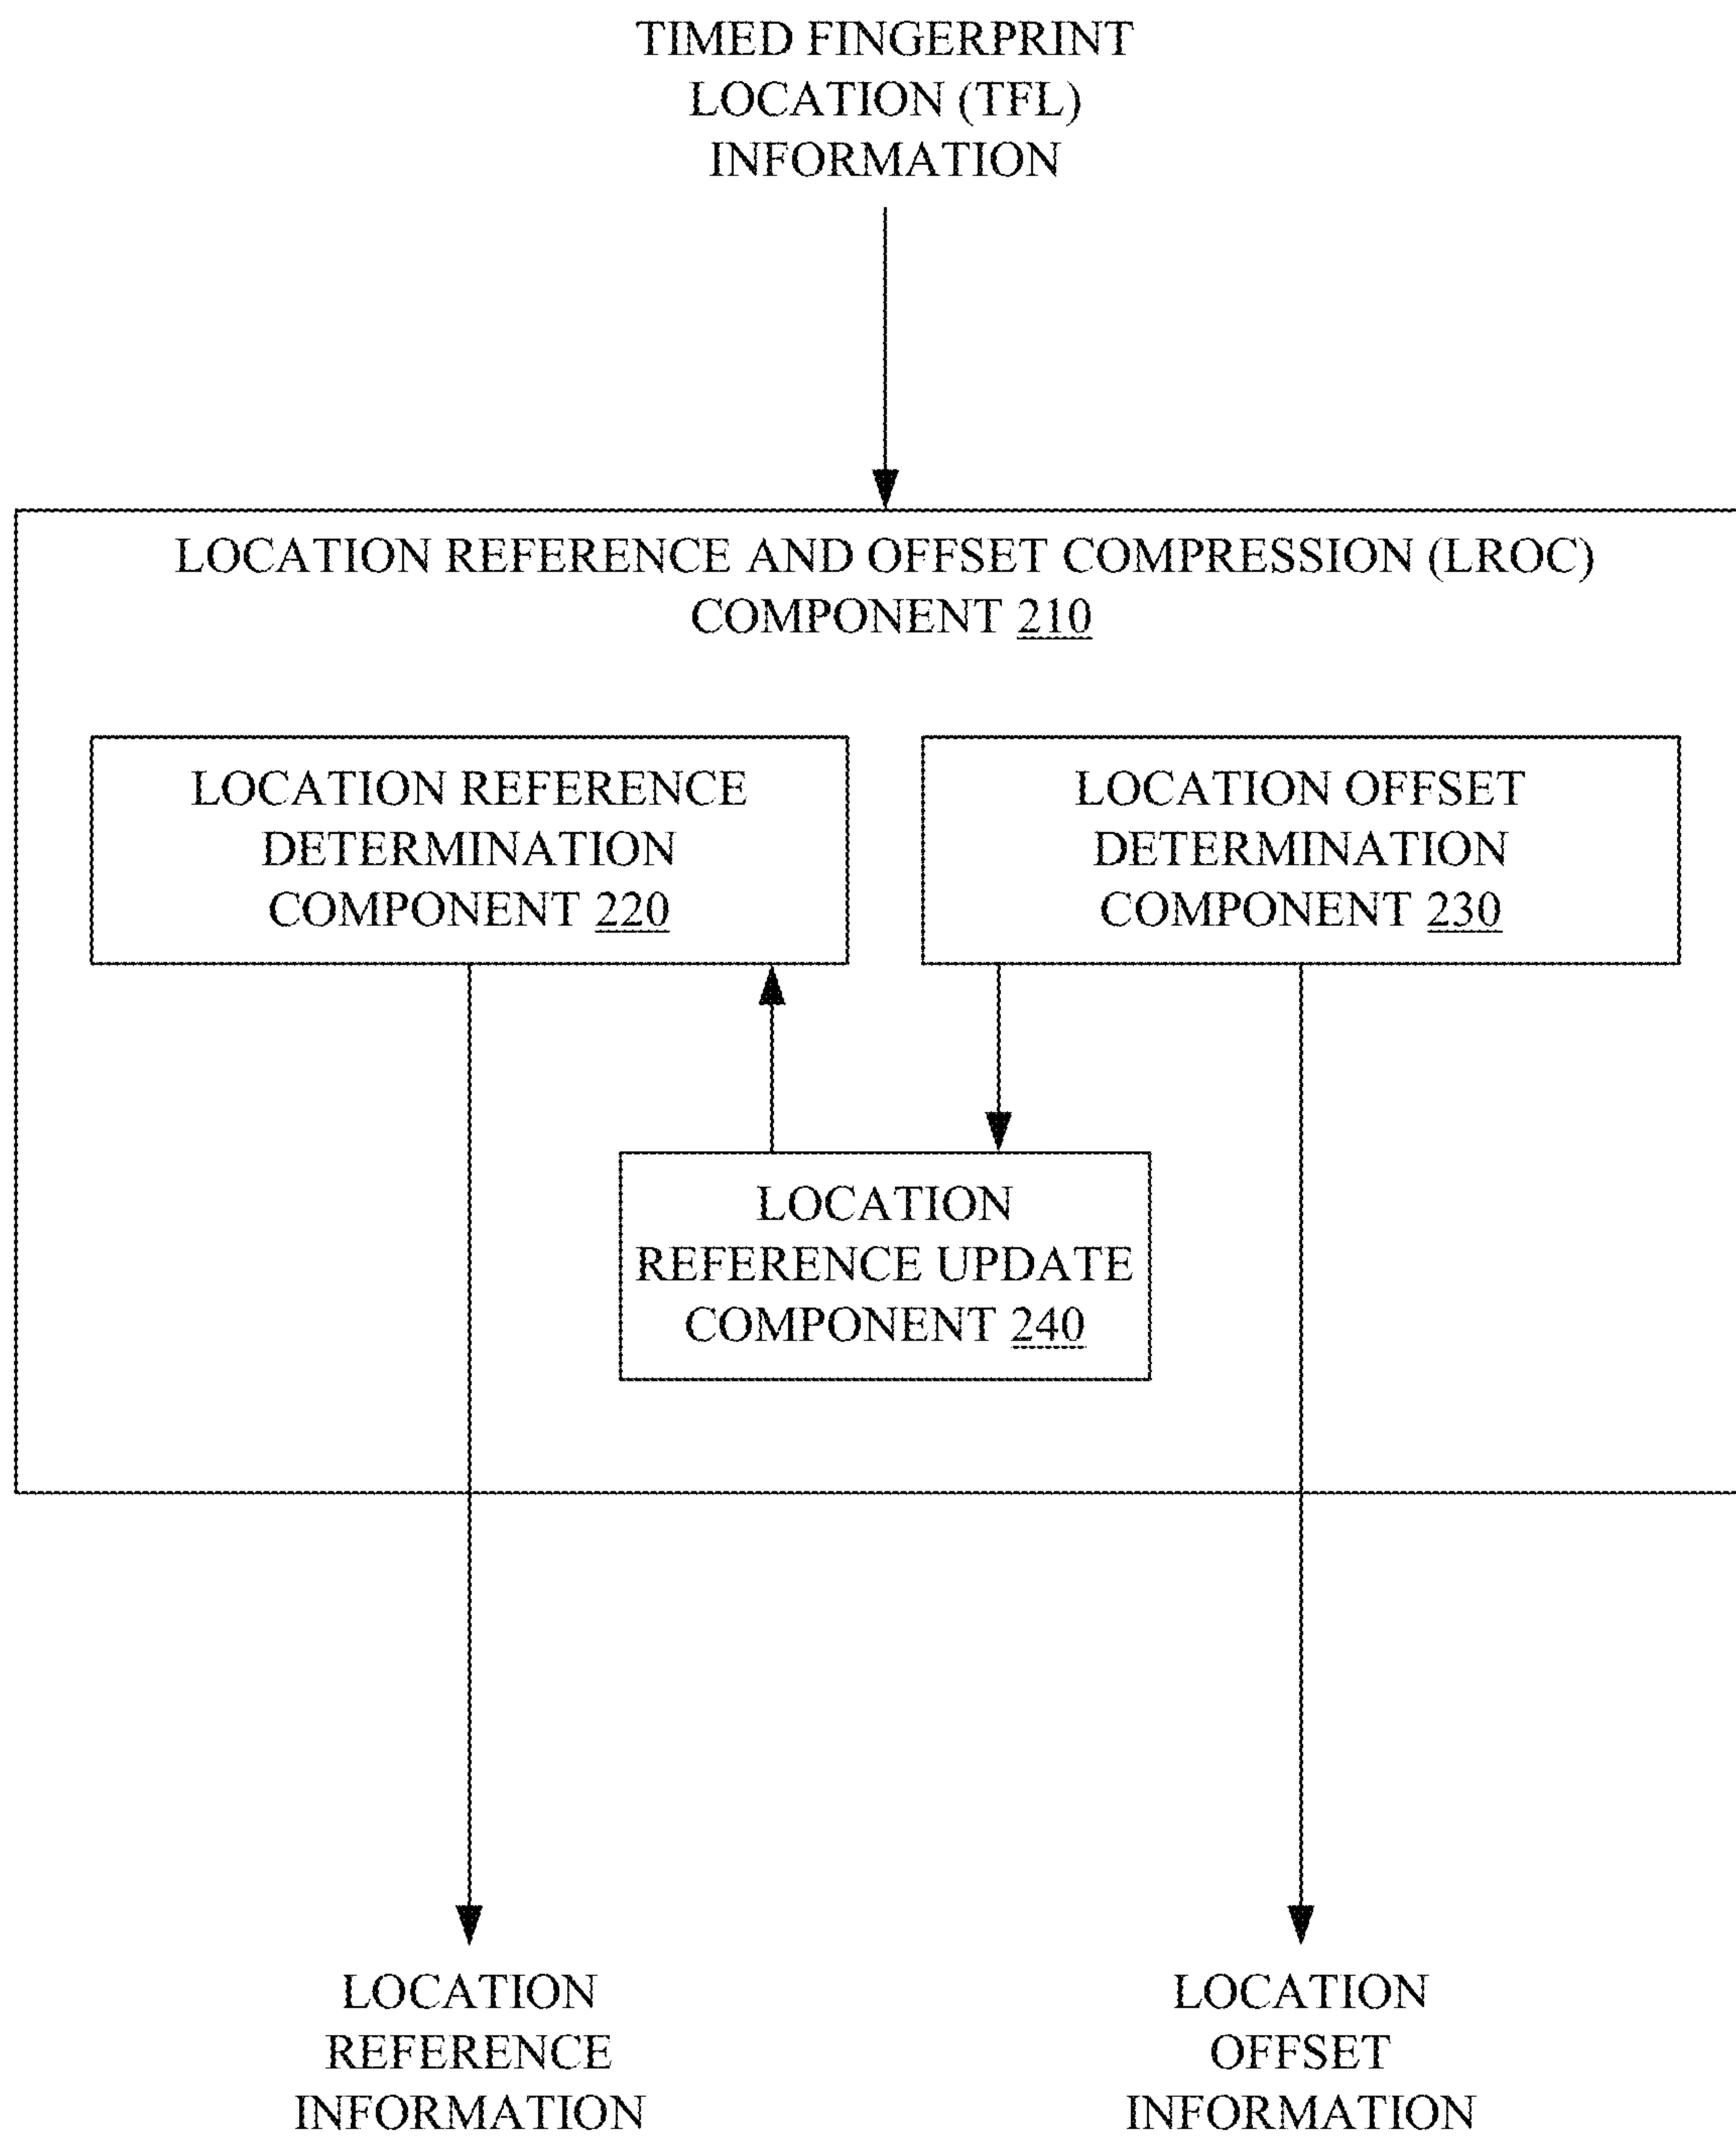 TIMED FINGERPRINT
LOCATION (TFL)
INFORMATION
LOCATION REFERENCE AND OFFSET COMPRESSION (LROC)
COMPONENT 210
LOCATION REFERENCE
DETERMINATION
COMPONENT 220
LOCATION OFFSET
DETERMINATION
COMPONENT 230
LOCATION
REFERENCE UPDATE
COMPONENT 240
LOCATION
REFERENCE
INFORMATION
LOCATION
OFFSET
INFORMATION